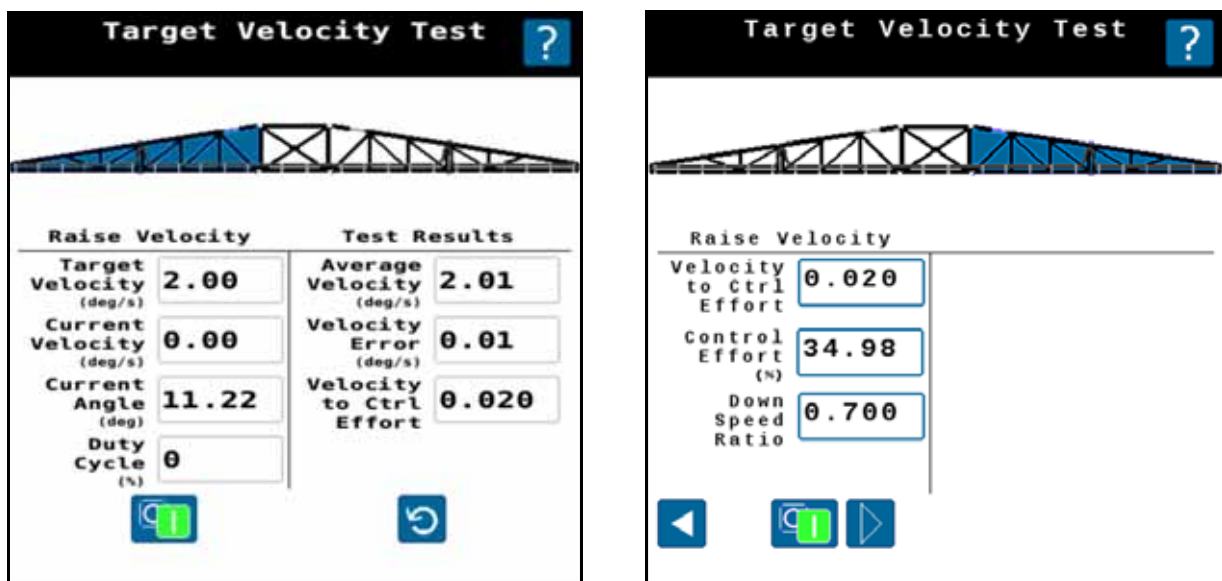 Target Velocity Test
?
Raise Velocity
Test Results
Target
Velocity
(deg/s)
2.00
Average
Velocity
(deg/s)
2.01
Current
Velocity
(deg/s)
0.00
Velocity
Error
(deg/s)
0.01
Current
Angle
(deg)
11.22
Velocity
to Ctrl
Effort
0.020
Duty
Cycle
(%)
0
Target Velocity Test
?
Raise Velocity
Velocity
to Ctrl
Effort
0.020
Control
Effort
(%)
34.98
Down
Speed
Ratio
0.700